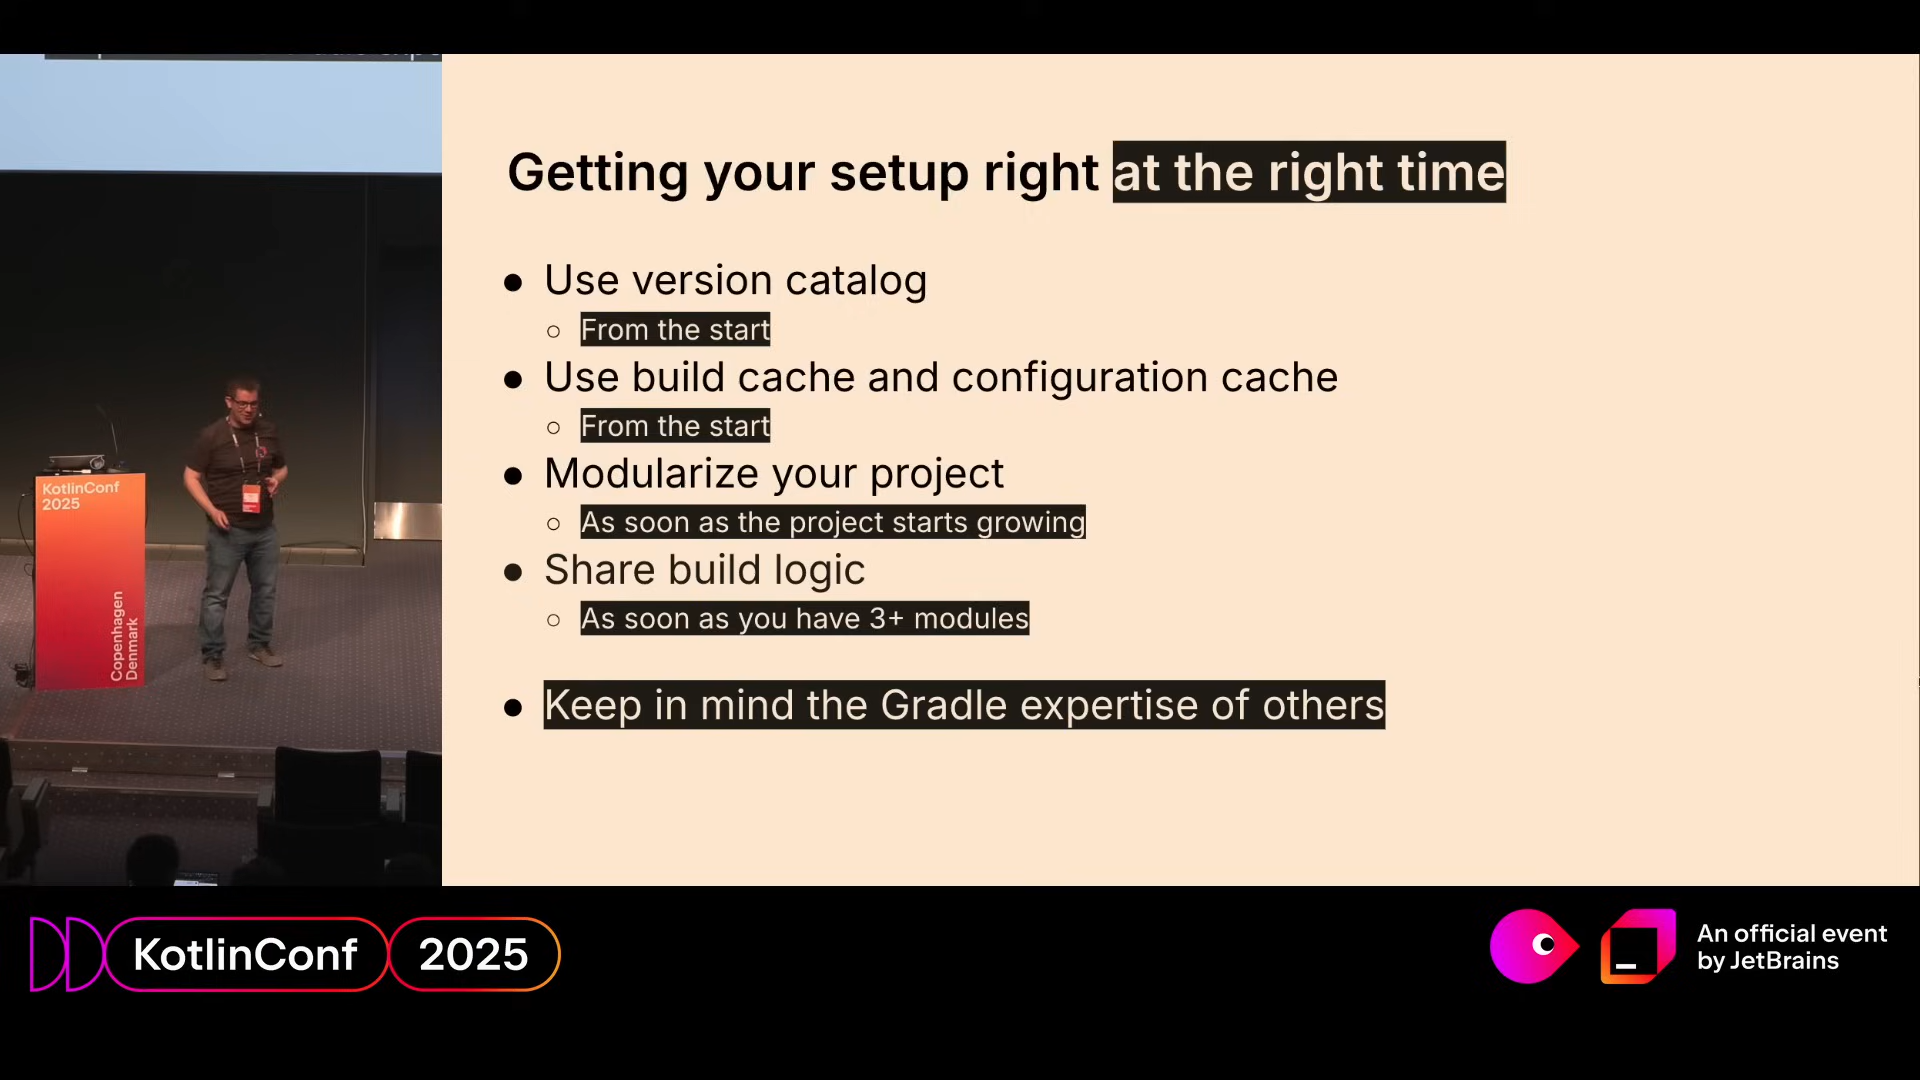 Getting your setup right at the right time
● Use version catalog
○ From the start
● Use build cache and configuration cache
○ From the start
● Modularize your project
○ As soon as the project starts growing
● Share build logic
○ As soon as you have 3+ modules
● Keep in mind the Gradle expertise of others
KotlinConf
2025
Copenhagen
Denmark
KotlinConf 2025
An official event
by JetBrains